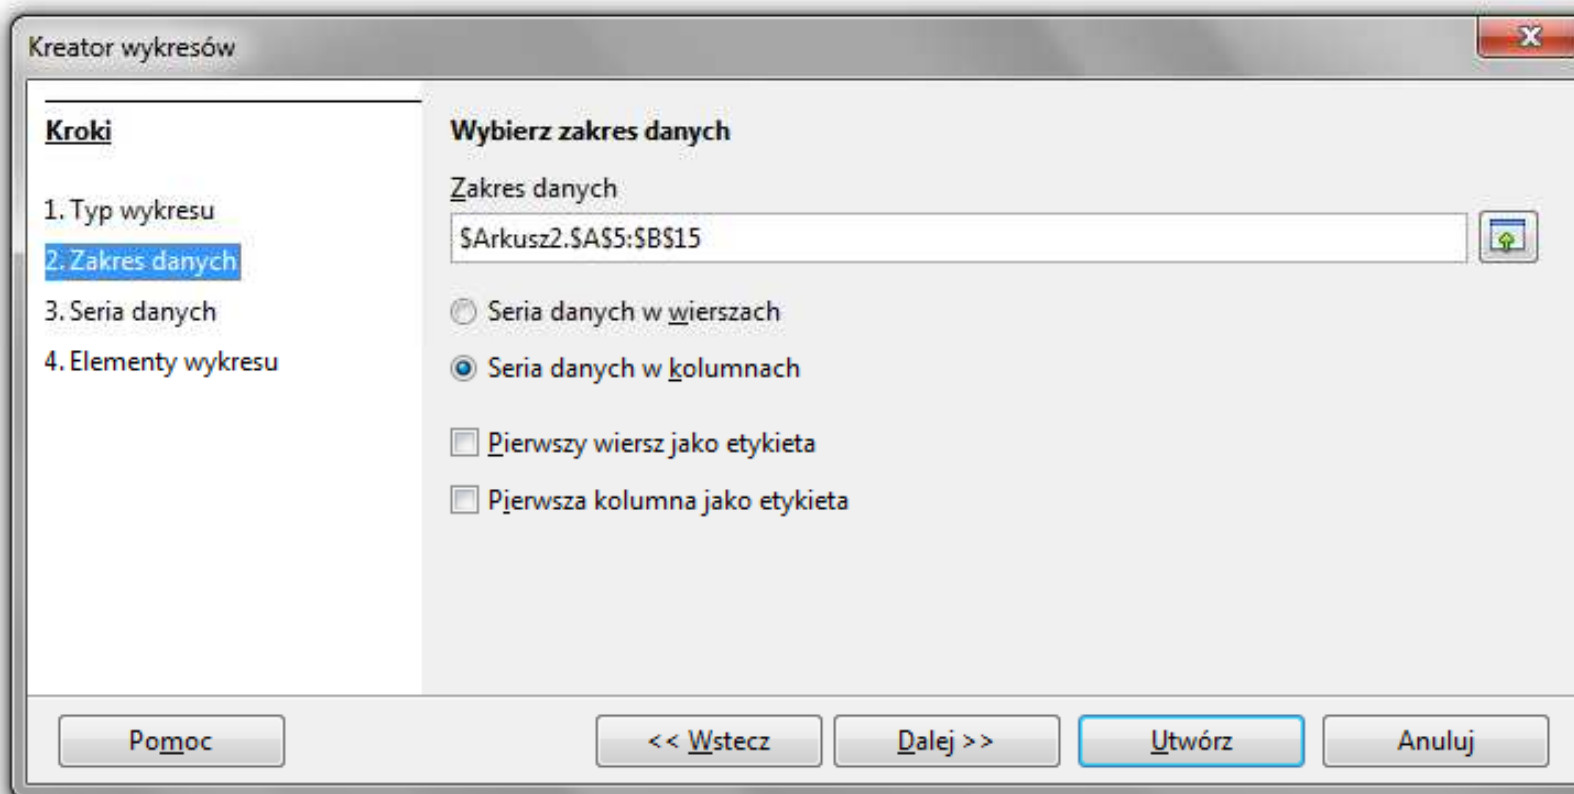 Kreator wykresów
Kroki
1. Typ wykresu
2. Zakres danych
3. Seria danych
4. Elementy wykresu
Wybierz zakres danych
Zakres danych
$Arkusz2.$A$5:$B$15
Seria danych w wierszach
Seria danych w kolumnach
Pierwszy wiersz jako etykieta
Pierwsza kolumna jako etykieta
Pomoc
<< Wstecz
Dalej >>
Utwórz
Anuluj